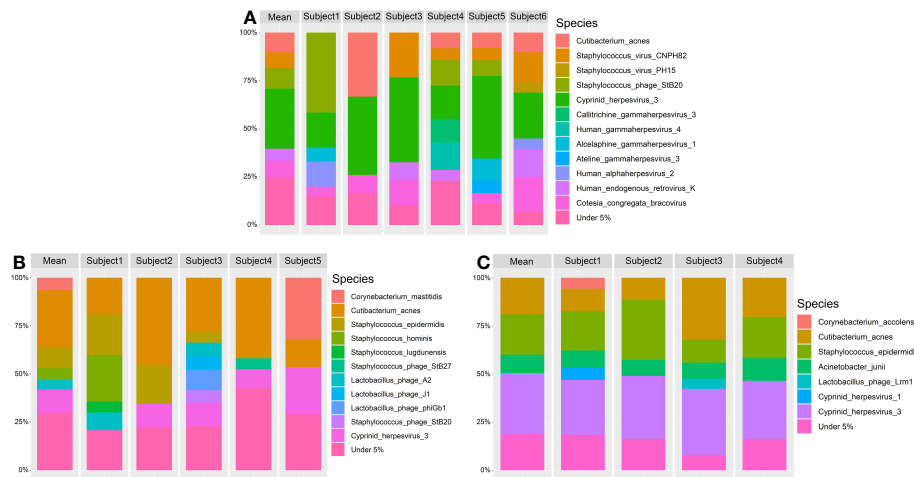 A
Mean Subject1 Subject2 Subject3 Subject4 Subject5 Subject6
100%
75%
50%
25%
0%
Species
Cutibacterium_acnes
Staphylococcus_virus_CNPH82
Staphylococcus_virus_PH15
Staphylococcus_phage_StB20
Cyprinid_herpesvirus_3
Callitrichine_gammaherpesvirus_3
Human_gammaherpesvirus_4
Alcelaphine_gammaherpesvirus_1
Ateline_gammaherpesvirus_3
Human_alphaherpesvirus_2
Human_endogenous_retrovirus_K
Cotesia_congregata_bracovirus
Under 5%
B
Mean Subject1 Subject2 Subject3 Subject4 Subject5
100%
75%
50%
25%
0%
Species
Corynebacterium_mastitidis
Cutibacterium_acnes
Staphylococcus_epidermidis
Staphylococcus_hominis
Staphylococcus_lugdunensis
Staphylococcus_phage_StB27
Lactobacillus_phage_A2
Lactobacillus_phage_J1
Lactobacillus_phage_phiGb1
Staphylococcus_phage_StB20
Cyprinid_herpesvirus_3
Under 5%
C
Mean Subject1 Subject2 Subject3 Subject4
100%
75%
50%
25%
0%
Species
Corynebacterium_accolens
Cutibacterium_acnes
Staphylococcus_epidermidi
Acinetobacter_junii
Lactobacillus_phage_Lrm1
Cyprinid_herpesvirus_1
Cyprinid_herpesvirus_3
Under 5%